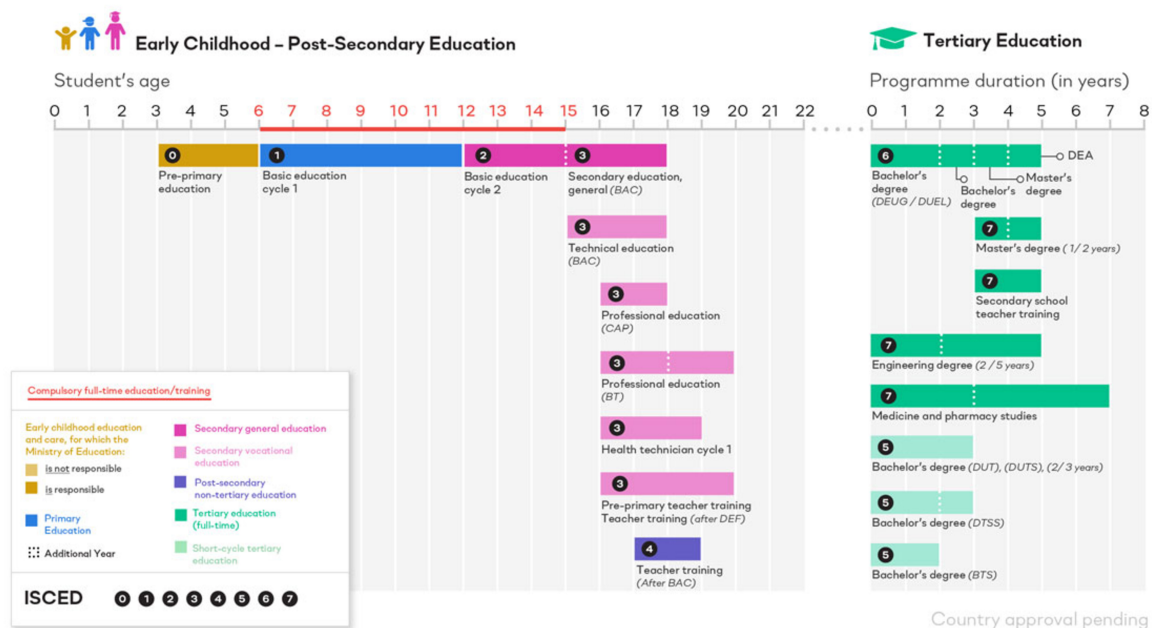 Early Childhood – Post-Secondary Education
Tertiary Education
Student's age
Programme duration (in years)
0 1 2 3 4 5 6 7 8 9 10 11 12 13 14 15 16 17 18 19 20 21 22
0 1 2 3 4 5 6 7 8
0
Pre-primary
education
1
Basic education
cycle 1
2
Basic education
cycle 2
3
Secondary education,
general (BAC)
3
Technical education
(BAC)
3
Professional education
(CAP)
3
Professional education
(BT)
3
Health technician cycle 1
3
Pre-primary teacher training
Teacher training (after DEF)
4
Teacher training
(After BAC)
6
DEA
Bachelor's
degree
(DEUG / DUEL)
Bachelor's
degree
Master's
degree
7
Master's degree ( 1/ 2 years)
7
Secondary school
teacher training
7
Engineering degree (2 / 5 years)
7
Medicine and pharmacy studies
5
Bachelor's degree (DUT), (DUTS), (2/ 3 years)
5
Bachelor's degree (DTSS)
5
Bachelor's degree (BTS)
Compulsory full-time education/training
Early childhood education
and care, for which the
Ministry of Education:
is not responsible
is responsible
Primary
Education
Additional Year
Secondary general education
Secondary vocational
education
Post-secondary
non-tertiary education
Tertiary education
(full-time)
Short-cycle tertiary
education
ISCED 0 1 2 3 4 5 6 7
Country approval pending